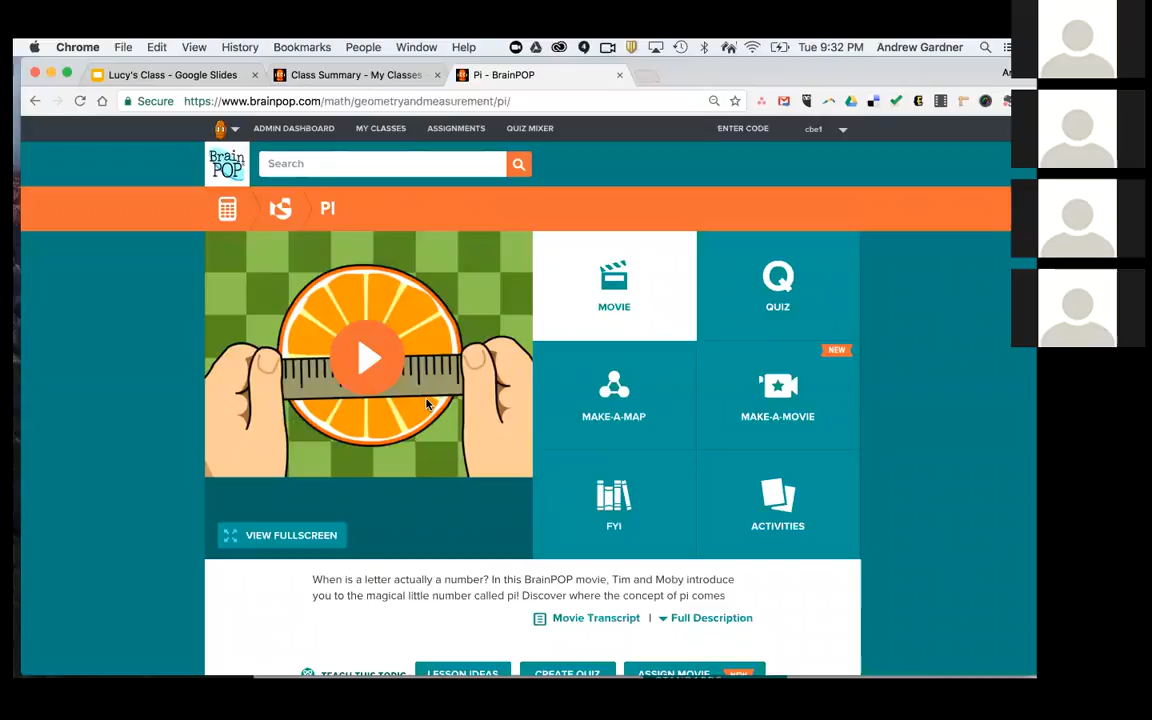 Chrome File Edit View History Bookmarks People Window Help Tue 9:32 PM Andrew Gardner
Lucy's Class - Google Slides Class Summary - My Classes Pi - BrainPOP
Secure https://www.brainpop.com/math/geometryandmeasurement/pi/
ADMIN DASHBOARD MY CLASSES ASSIGNMENTS QUIZ MIXER ENTER CODE cbe1
Brain POP Search
PI
MOVIE QUIZ
NEW
MAKE-A-MAP MAKE-A-MOVIE
FYI ACTIVITIES
VIEW FULLSCREEN
When is a letter actually a number? In this BrainPOP movie, Tim and Moby introduce
you to the magical little number called pi! Discover where the concept of pi comes
Movie Transcript | Full Description
TEACH THIS TOPIC LESSON IDEAS CREATE QUIZ ASSIGN MOVIE NEW